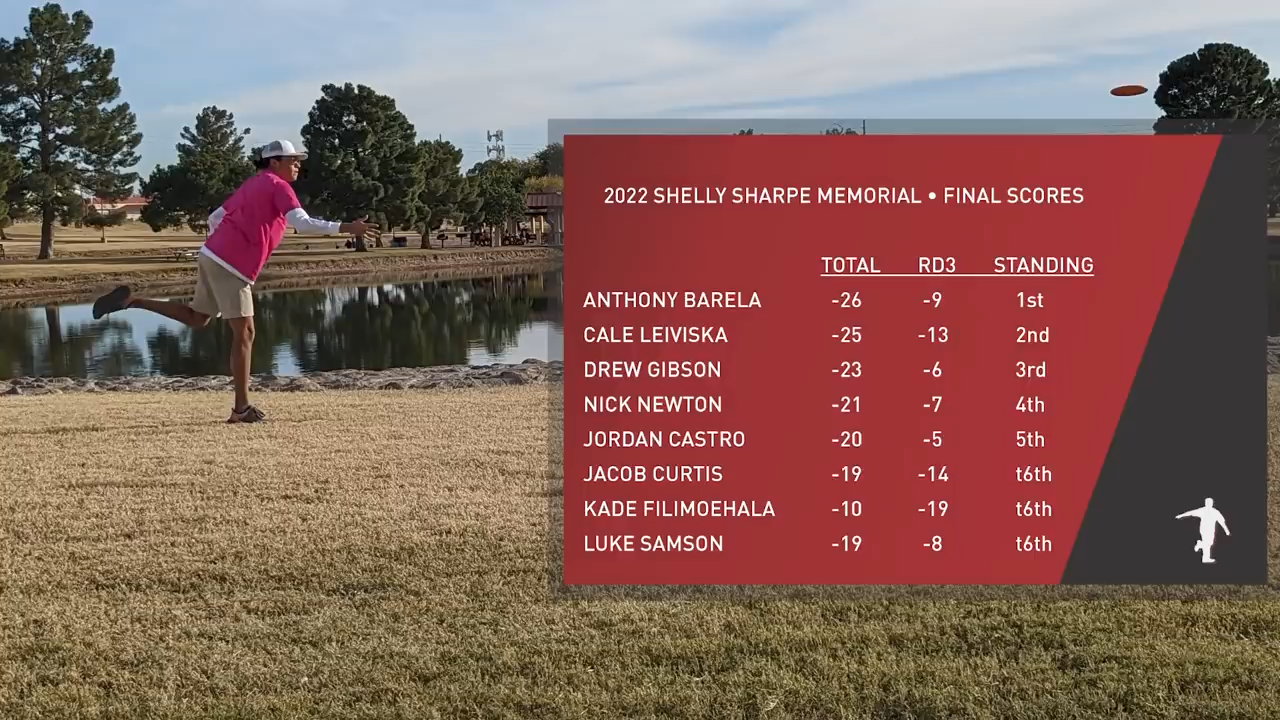 2022 SHELLY SHARPE MEMORIAL • FINAL SCORES
TOTAL RD3 STANDING
ANTHONY BARELA -26 -9 1st
CALE LEIVISKA -25 -13 2nd
DREW GIBSON -23 -6 3rd
NICK NEWTON -21 -7 4th
JORDAN CASTRO -20 -5 5th
JACOB CURTIS -19 -14 t6th
KADE FILIMOEHALA -10 -19 t6th
LUKE SAMSON -19 -8 t6th